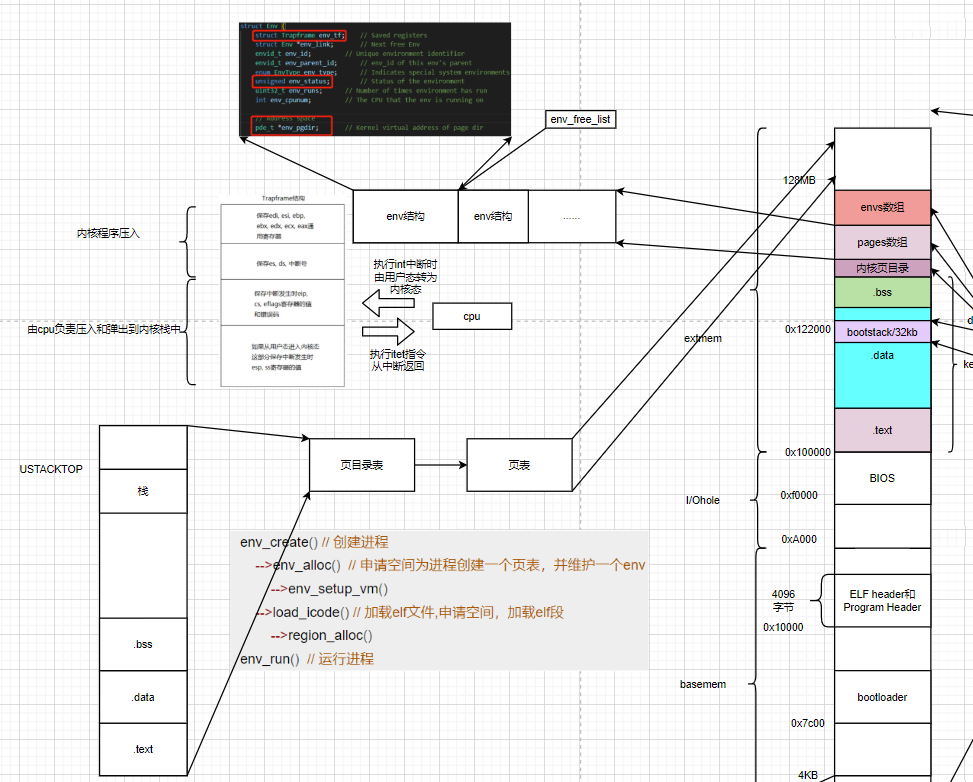 struct Env {
struct Trapframe env_tf; // Saved registers
struct Env *env_link; // Next free Env
envid_t env_id; // Unique environment identifier
envid_t env_parent_id; // env_id of this env's parent
enum EnvType env_type; // Indicates special system environments
unsigned env_status; // Status of the environment
uint32_t env_runs; // Number of times environment has run
int env_cpunum; // The CPU that the env is running on
// Address space
pde_t *env_pgdir; // Kernel virtual address of page dir
env_free_list
env结构
env结构
......
Trapframe结构
保存edi, esi, ebp,
ebx, edx, ecx, eax通
用寄存器
保存es, ds, 中断号
保存中断发生时eip,
cs, eflags寄存器的值
和错误码
如果从用户态进入内核态
这部分保存中断发生时
esp, ss寄存器的值
内核程序压入
由cpu负责压入和弹出到内核栈中
执行int中断时
由用户态转为
内核态
cpu
执行itet指令
从中断返回
USTACKTOP
栈
.bss
.data
.text
页目录表
页表
env_create() // 创建进程
-->env_alloc() // 申请空间为进程创建一个页表，并维护一个env
-->env_setup_vm()
-->load_icode() // 加载elf文件,申请空间，加载elf段
-->region_alloc()
env_run() // 运行进程
128MB
envs数组
pages数组
内核页目录
.bss
0x122000
bootstack/32kb
.data
extmem
.text
0x100000
BIOS
0xf0000
I/Ohole
0xA000
4096
字节
ELF header和
Program Header
0x10000
basemem
bootloader
0x7c00
4KB